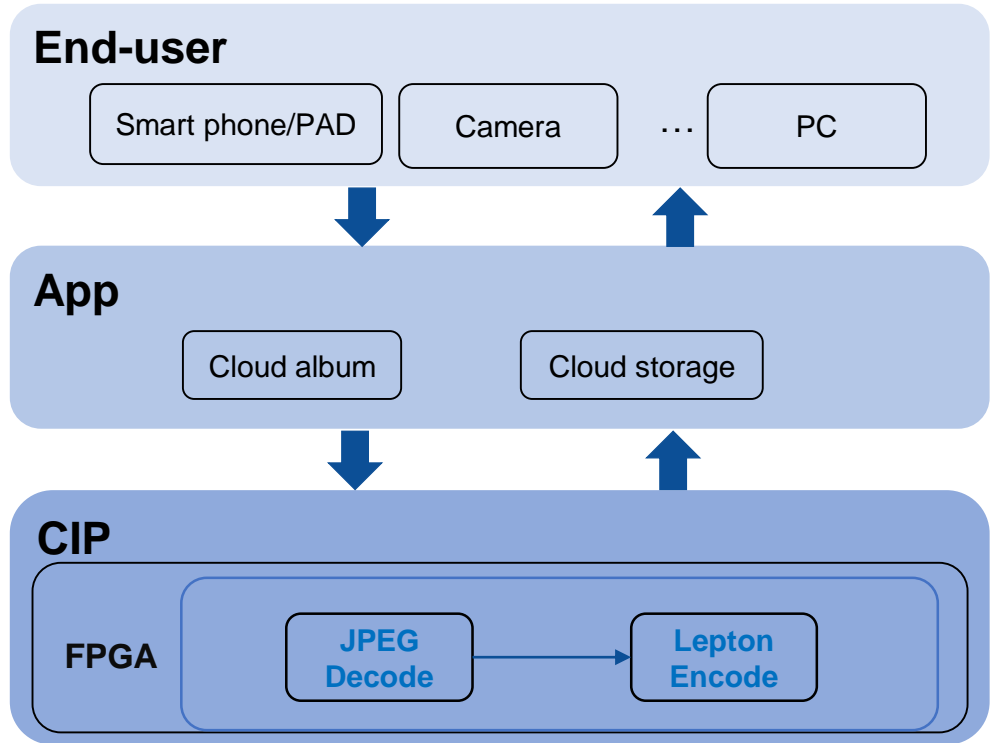 End-user
Smart phone/PAD
Camera
...
PC
App
Cloud album
Cloud storage
CIP
FPGA
JPEG
Decode
Lepton
Encode